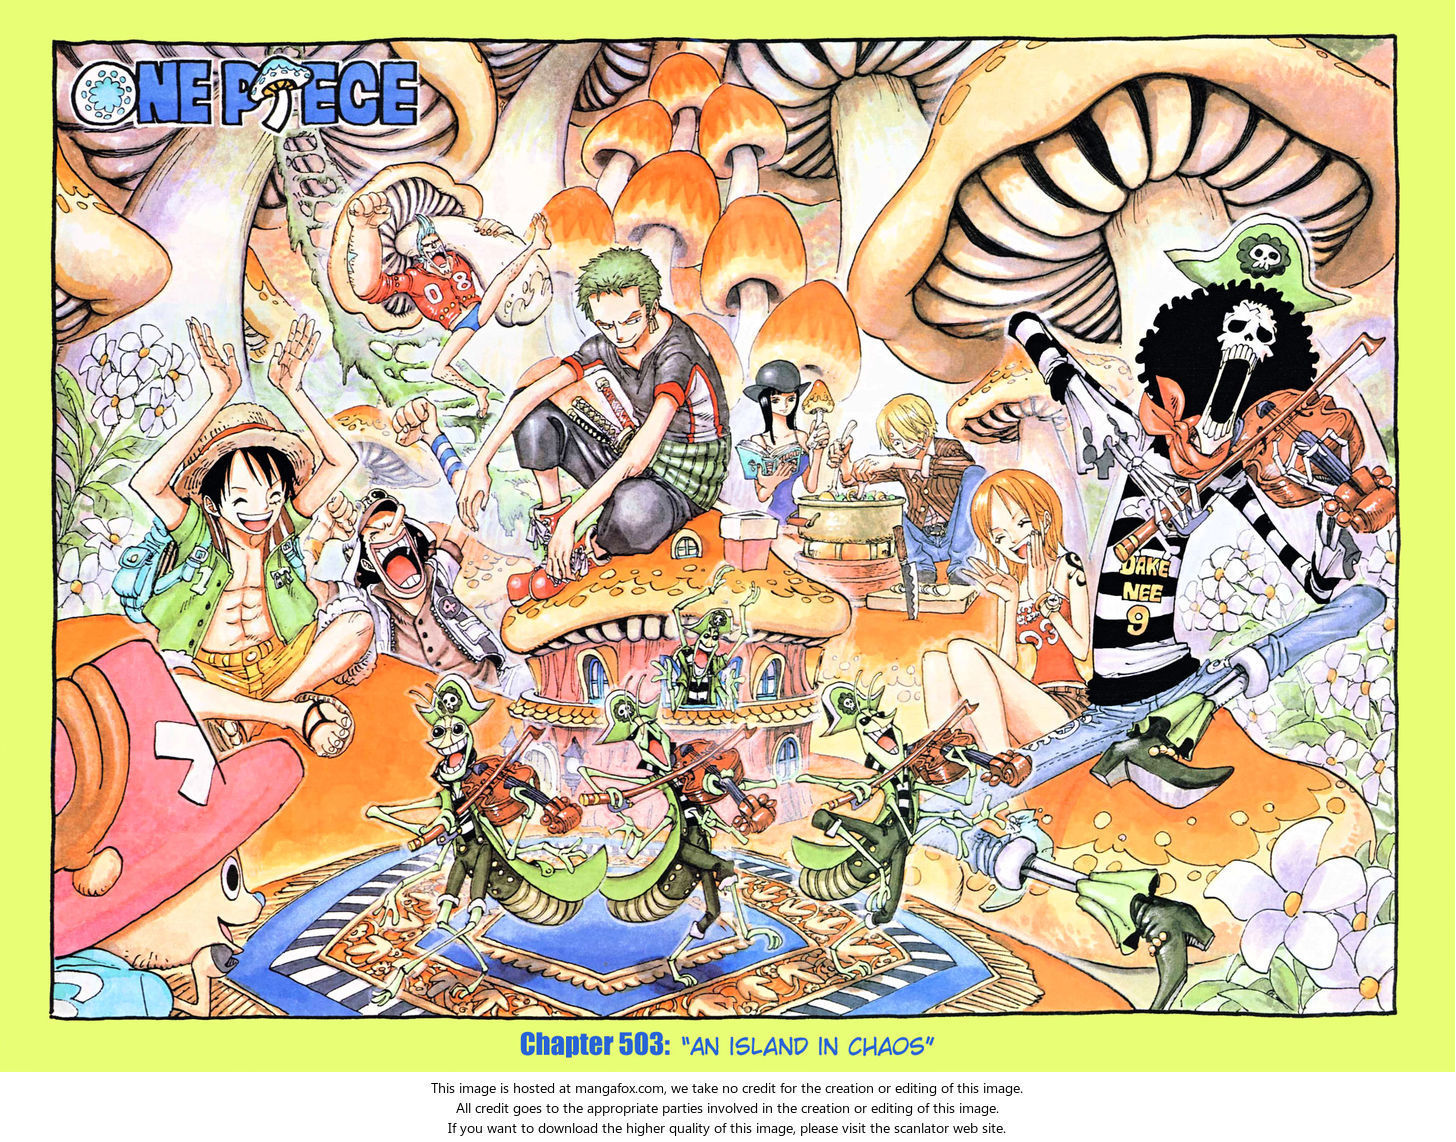 ONE PIECE
08
1
03
JAKE
NEE
9
Chapter 503: "AN ISLAND IN CHAOS"
This image is hosted at mangafox.com, we take no credit for the creation or editing of this image.
All credit goes to the appropriate parties involved in the creation or editing of this image.
If you want to download the higher quality of this image, please visit the scanlator web site.